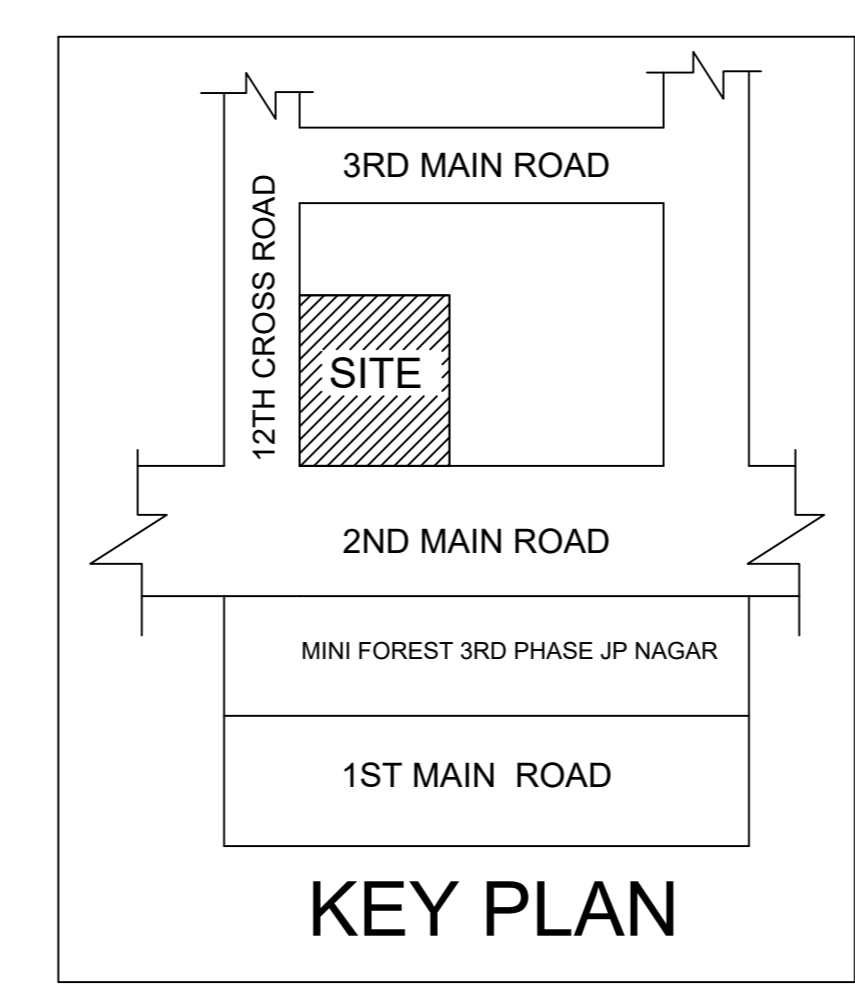 3RD MAIN ROAD
12TH CROSS ROAD
SITE
2ND MAIN ROAD
MINI FOREST 3RD PHASE JP NAGAR
1ST MAIN ROAD
KEY PLAN